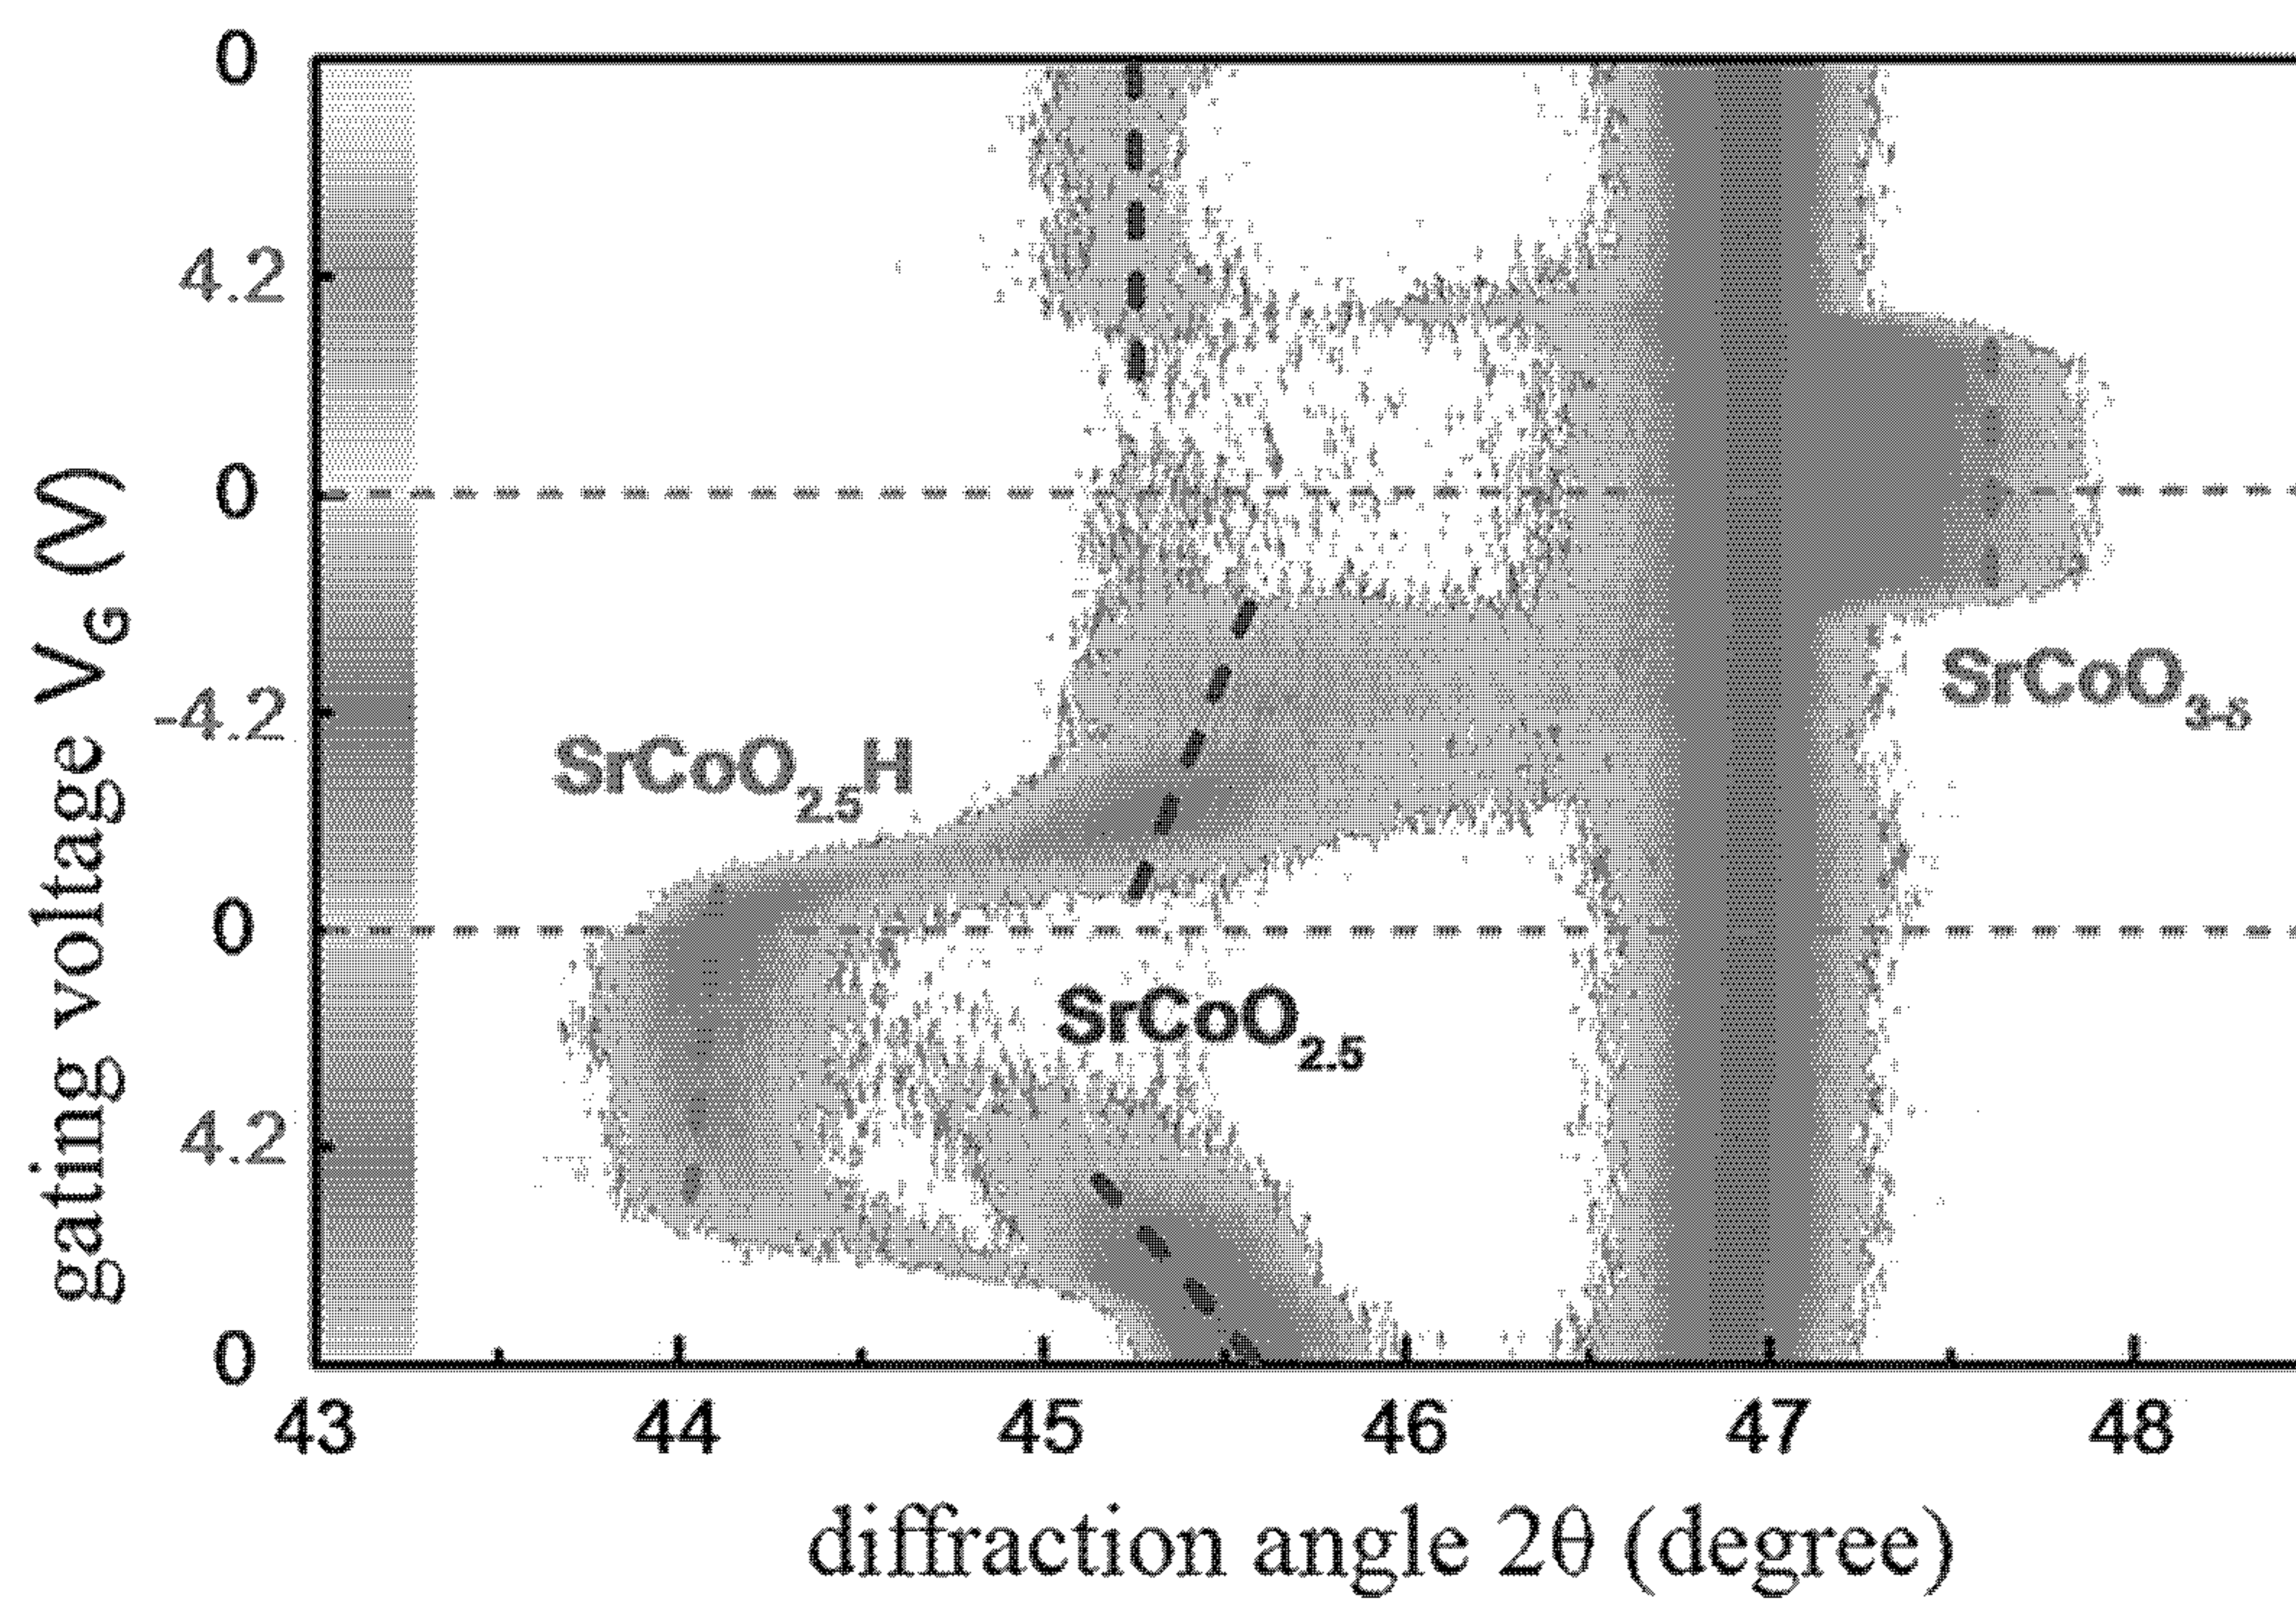 0
4.2
0
-4.2
0
4.2
0
gating voltage V_G (V)
SrCoO_3-δ
SrCoO_2.5H
SrCoO_2.5
43 44 45 46 47 48
diffraction angle 2θ (degree)